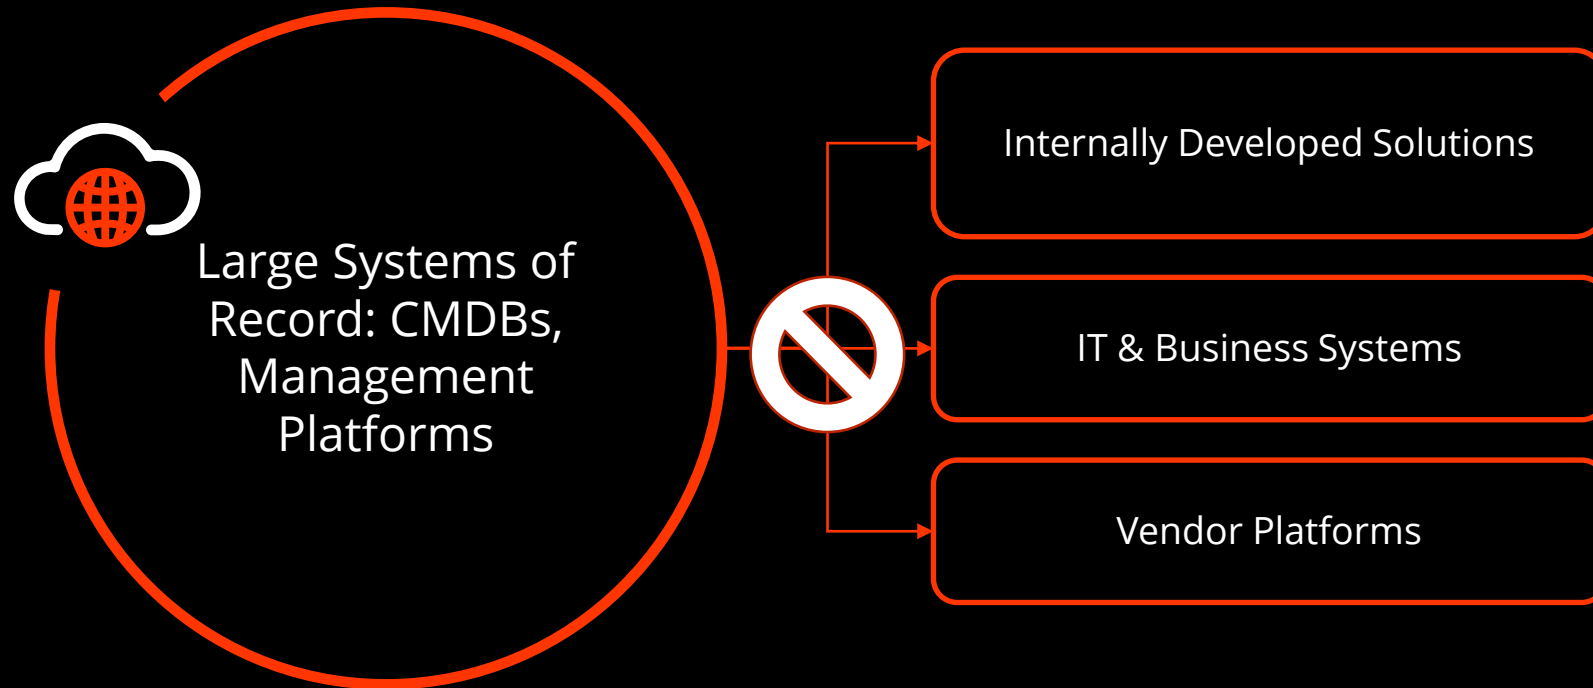 Large Systems of
Record: CMDBs,
Management
Platforms
Internally Developed Solutions
IT & Business Systems
Vendor Platforms